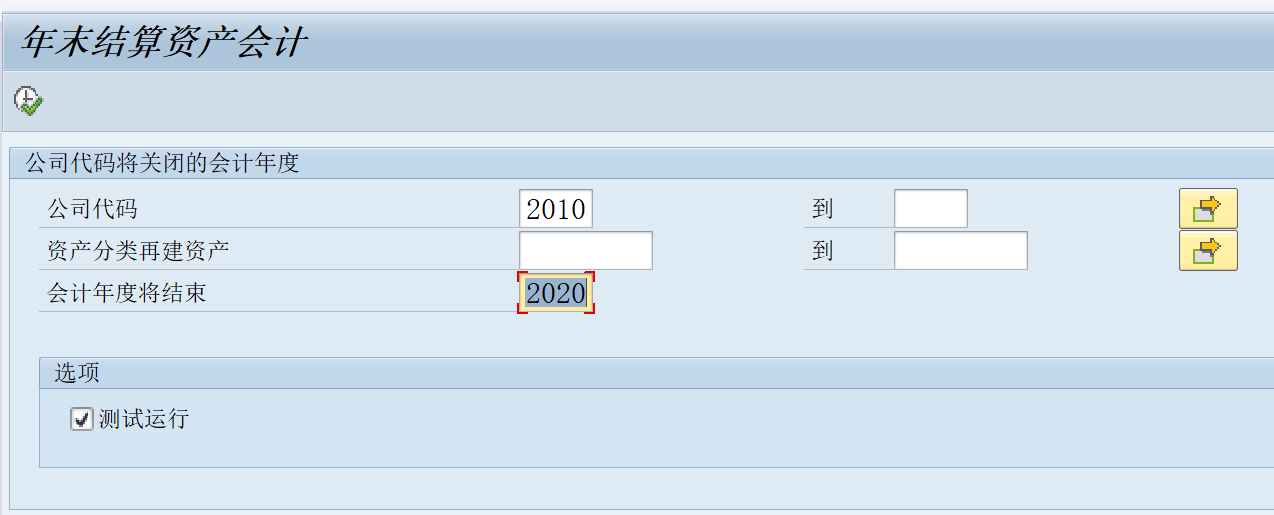 年末结算资产会计
公司代码将关闭的会计年度
公司代码 2010 到
资产分类再建资产 到
会计年度将结束 2020
选项
测试运行